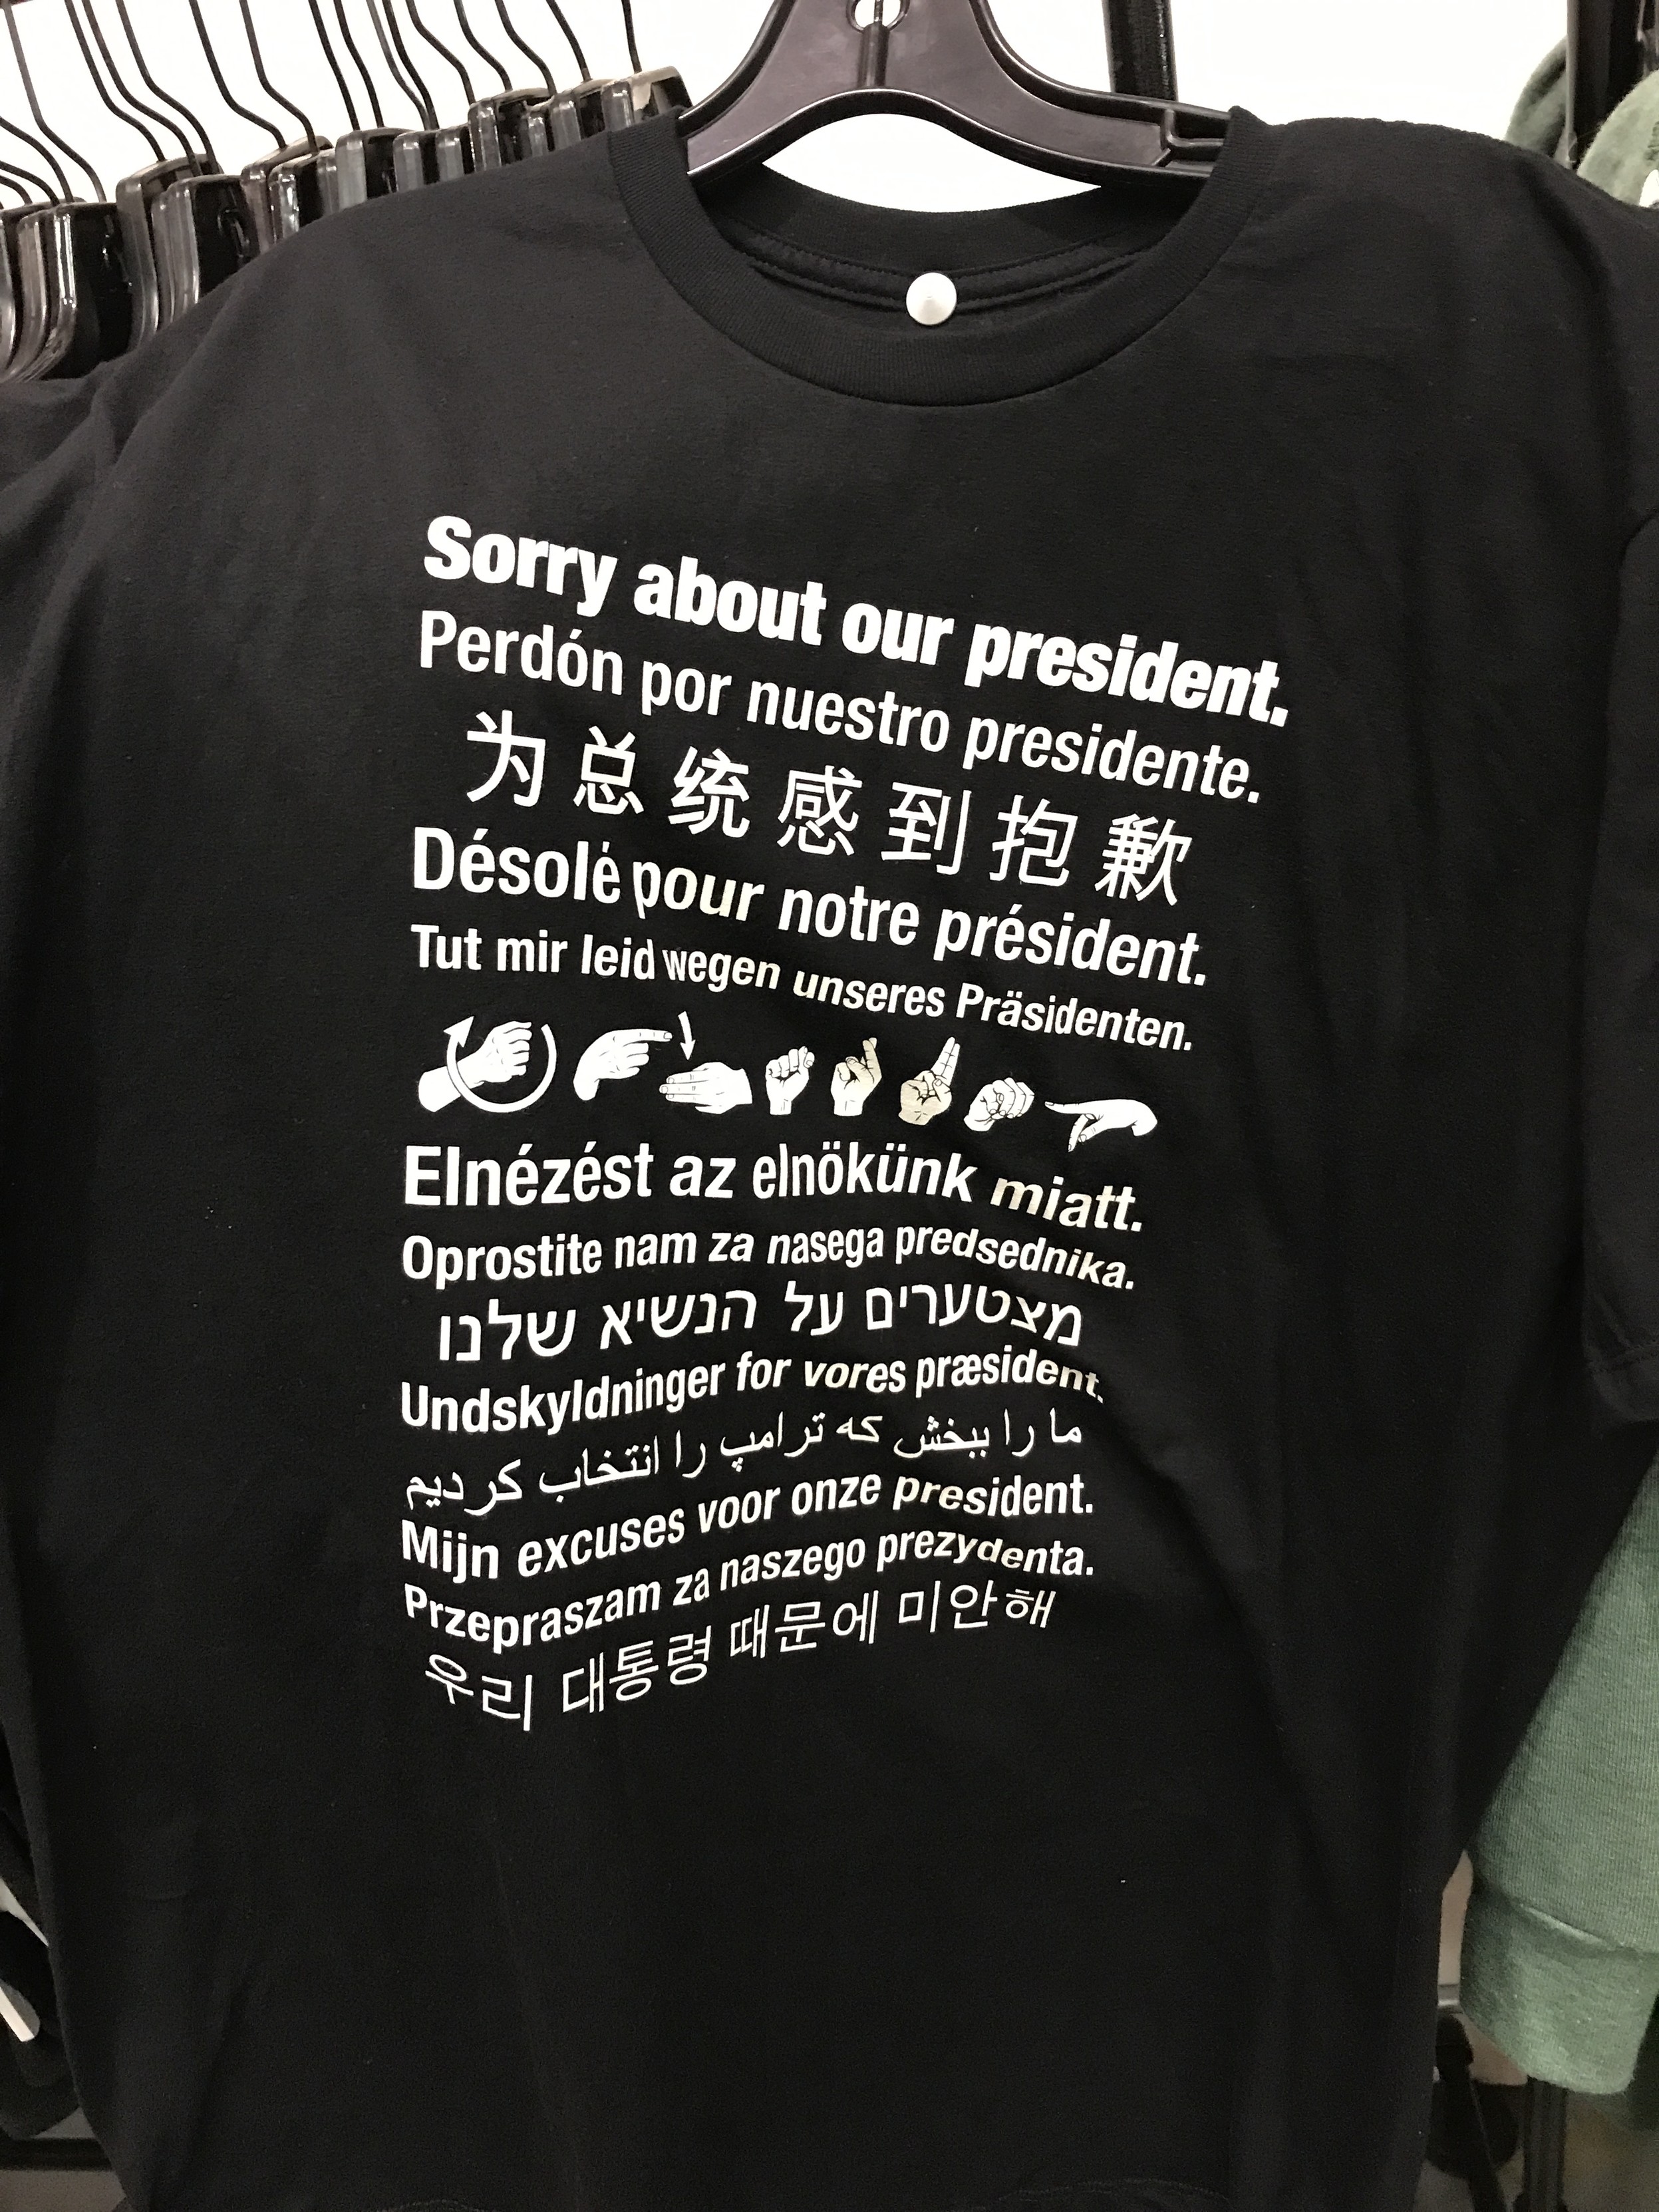 Sorry about our president.
Perdón por nuestro presidente.
为总统感到抱歉
Désolé pour notre président.
Tut mir leid wegen unseres Präsidenten.
Elnézést az elnökünk miatt.
Oprostite nam za nasega predsednika.
מצטערים על הנשיא שלנו
Undskyldninger for vores præsident.
ما را ببخش که ترامپ را انتخاب کردیم
Mijn excuses voor onze president.
Przepraszam za naszego prezydenta.
우리 대통령 때문에 미안해